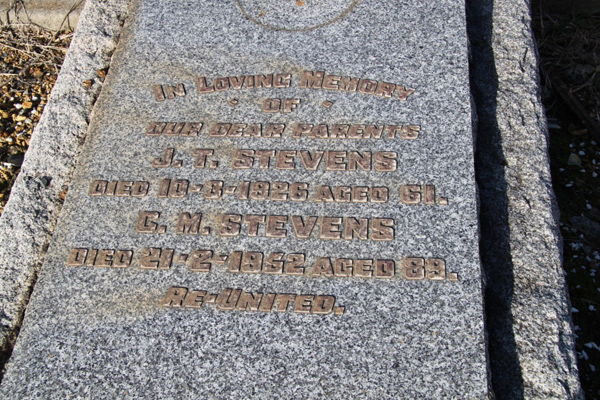 In Loving Memory
OF
OUR DEAR PARENTS
J. T. STEVENS
DIED 10-8-1926 AGED 61.
C. M. STEVENS
DIED 21-2-1952 AGED 89.
RE-UNITED.